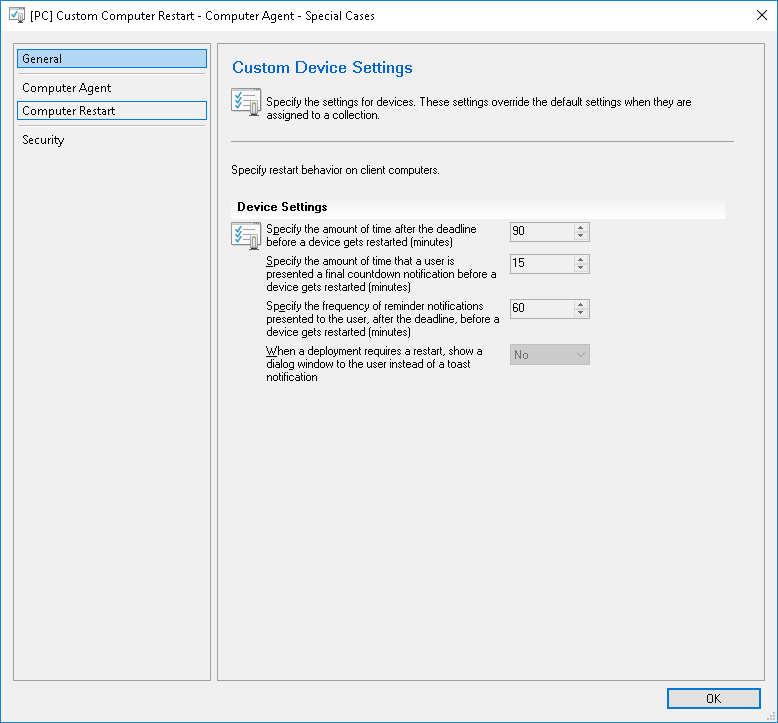 [PC] Custom Computer Restart - Computer Agent - Special Cases
General
Computer Agent
Computer Restart
Security
Custom Device Settings
Specify the settings for devices. These settings override the default settings when they are
assigned to a collection.
Specify restart behavior on client computers.
Device Settings
Specify the amount of time after the deadline
before a device gets restarted (minutes)
90
Specify the amount of time that a user is
presented a final countdown notification before a
device gets restarted (minutes)
15
Specify the frequency of reminder notifications
presented to the user, after the deadline, before a
device gets restarted (minutes)
60
When a deployment requires a restart, show a
dialog window to the user instead of a toast
notification
No
OK